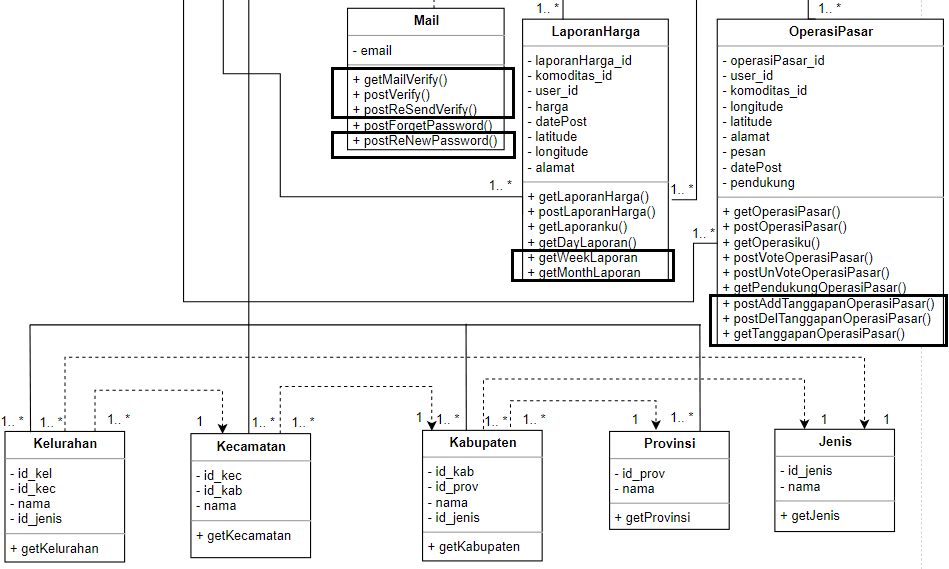 1.. *
1.. *
Mail
- email
+ getMailVerify()
+ postVerify()
+ postReSendVerify()
+ postForgetPassword()
+ postReNewPassword()
LaporanHarga
- laporanHarga_id
- komoditas_id
- user_id
- harga
- datePost
- latitude
- longitude
- alamat
+ getLaporanHarga()
+ postLaporanHarga()
+ getLaporanku()
+ getDayLaporan()
+ getWeekLaporan
+ getMonthLaporan
OperasiPasar
- operasiPasar_id
- user_id
- komoditas_id
- longitude
- latitude
- alamat
- pesan
- datePost
- pendukung
+ getOperasiPasar()
+ postOperasiPasar()
+ getOperasiku()
+ postVoteOperasiPasar()
+ postUnVoteOperasiPasar()
+ getPendukungOperasiPasar()
+ postAddTanggapanOperasiPasar()
+ postDelTanggapanOperasiPasar()
+ getTanggapanOperasiPasar()
1.. *
1.. *
1.. *
1.. *
1.. *
1.. *
1
1.. *
1.. *
1
1.. *
1.. *
1.. *
1
1.. *
1
1
Kelurahan
- id_kel
- id_kec
- nama
- id_jenis
+ getKelurahan
Kecamatan
- id_kec
- id_kab
- nama
+ getKecamatan
Kabupaten
- id_kab
- id_prov
- nama
- id_jenis
+ getKabupaten
Provinsi
- id_prov
- nama
+ getProvinsi
Jenis
- id_jenis
- nama
+ getJenis